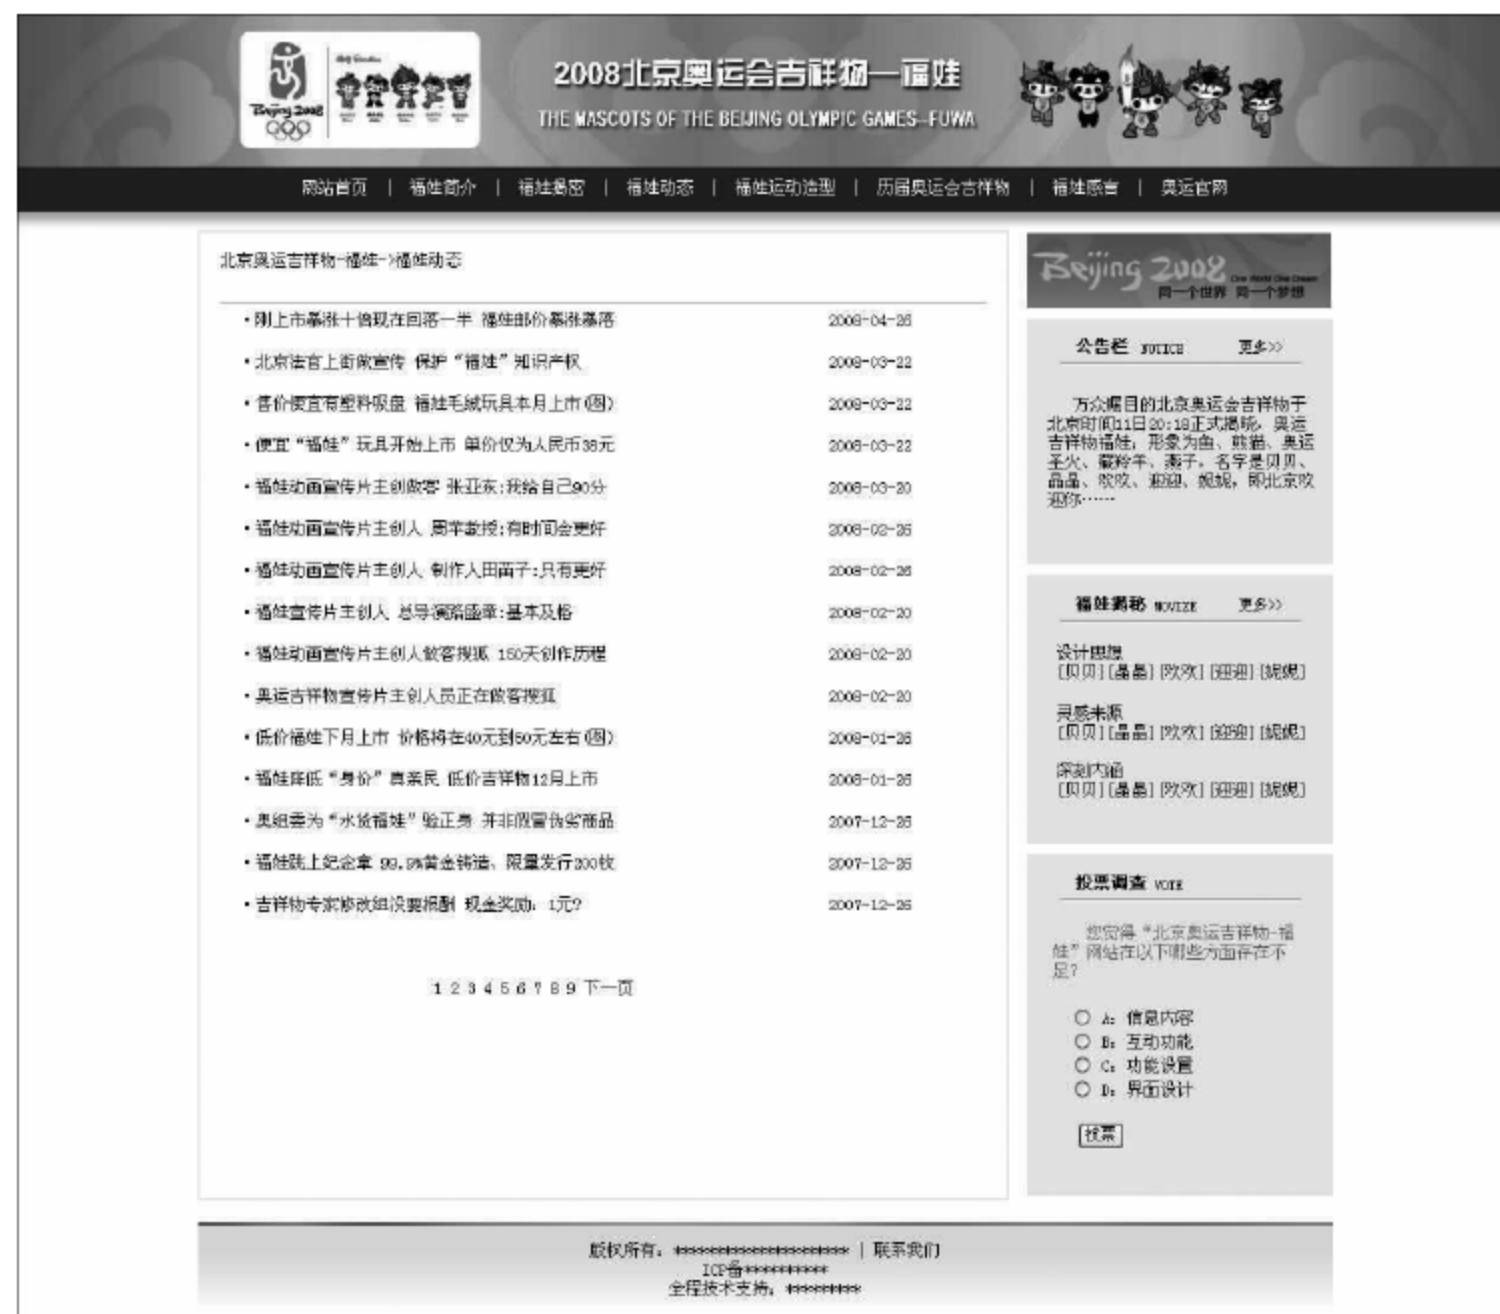 Beijing 2008
2008北京奥运会吉祥物—福娃
THE MASCOTS OF THE BEIJING OLYMPIC GAMES-FUWA
网站首页 | 福娃简介 | 福娃揭密 | 福娃动态 | 福娃运动造型 | 历届奥运会吉祥物 | 福娃感言 | 奥运官网
北京奥运吉祥物-福娃->福娃动态
·刚上市暴涨十倍现在回落一半 福娃邮价暴涨暴落 2008-04-26
·北京法官上街做宣传 保护“福娃”知识产权 2008-03-22
·售价便宜有塑料吸盘 福娃毛绒玩具本月上市(图) 2008-03-22
·便宜“福娃”玩具开始上市 单价仅为人民币38元 2008-03-22
·福娃动画宣传片主创做客 张亚东:我给自己90分 2008-03-20
·福娃动画宣传片主创人 周苹教授:有时间会更好 2008-02-26
·福娃动画宣传片主创人 制作人田苗子:只有更好 2008-02-26
·福娃宣传片主创人 总导演路盛章:基本及格 2008-02-20
·福娃动画宣传片主创人做客搜狐 150天创作历程 2008-02-20
·奥运吉祥物宣传片主创人员正在做客搜狐 2008-02-20
·低价福娃下月上市 价格将在40元到50元左右(图) 2008-01-26
·福娃降低“身价”真亲民 低价吉祥物12月上市 2008-01-26
·奥组委为“水货福娃”验正身 并非假冒伪劣商品 2007-12-26
·福娃跳上纪念章 99.9%黄金铸造、限量发行200枚 2007-12-26
·吉祥物专家修改组没要报酬 现金奖励：1元? 2007-12-26
1 2 3 4 5 6 7 8 9 下一页
Beijing 2008
One World One Dream
同一个世界 同一个梦想
公告栏 NOTICE 更多>>
万众瞩目的北京奥运会吉祥物于
北京时间11日20:18正式揭晓，奥运
吉祥物福娃，形象为鱼、熊猫、奥运
圣火、藏羚羊、燕子，名字是贝贝、
晶晶、欢欢、迎迎、妮妮，即北京欢
迎你……
福娃揭秘 更多>>
设计思想
[贝贝][晶晶][欢欢][迎迎][妮妮]
灵感来源
[贝贝][晶晶][欢欢][迎迎][妮妮]
深刻内涵
[贝贝][晶晶][欢欢][迎迎][妮妮]
投票调查 VOTE
您觉得“北京奥运吉祥物-福
娃”网站在以下哪些方面存在不
足?
A：信息内容
B：互动功能
C：功能设置
D：界面设计
投票
版权所有：********************* | 联系我们
ICP备**********
全程技术支持：*********